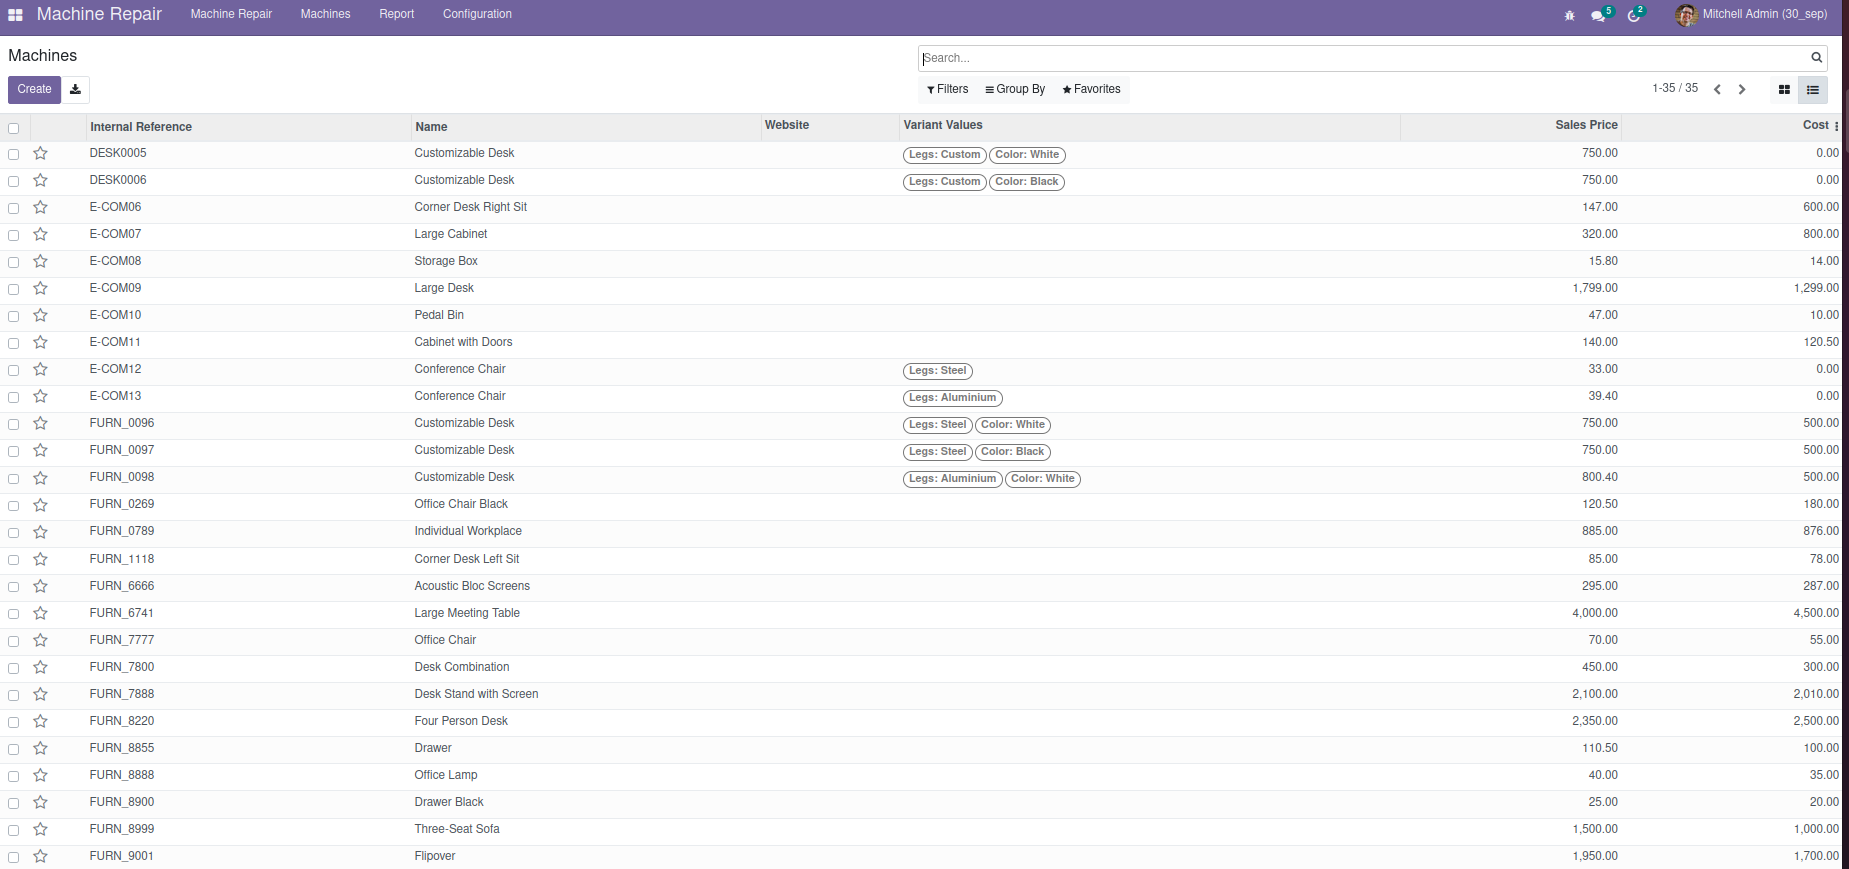 Machine Repair Machine Repair Machines Report Configuration 5 2 Mitchell Admin (30_sep)
Machines Search...
Create Filters Group By Favorites 1-35 / 35
Internal Reference Name Website Variant Values Sales Price Cost
DESK0005 Customizable Desk Legs: Custom Color: White 750.00 0.00
DESK0006 Customizable Desk Legs: Custom Color: Black 750.00 0.00
E-COM06 Corner Desk Right Sit 147.00 600.00
E-COM07 Large Cabinet 320.00 800.00
E-COM08 Storage Box 15.80 14.00
E-COM09 Large Desk 1,799.00 1,299.00
E-COM10 Pedal Bin 47.00 10.00
E-COM11 Cabinet with Doors 140.00 120.50
E-COM12 Conference Chair Legs: Steel 33.00 0.00
E-COM13 Conference Chair Legs: Aluminium 39.40 0.00
FURN_0096 Customizable Desk Legs: Steel Color: White 750.00 500.00
FURN_0097 Customizable Desk Legs: Steel Color: Black 750.00 500.00
FURN_0098 Customizable Desk Legs: Aluminium Color: White 800.40 500.00
FURN_0269 Office Chair Black 120.50 180.00
FURN_0789 Individual Workplace 885.00 876.00
FURN_1118 Corner Desk Left Sit 85.00 78.00
FURN_6666 Acoustic Bloc Screens 295.00 287.00
FURN_6741 Large Meeting Table 4,000.00 4,500.00
FURN_7777 Office Chair 70.00 55.00
FURN_7800 Desk Combination 450.00 300.00
FURN_7888 Desk Stand with Screen 2,100.00 2,010.00
FURN_8220 Four Person Desk 2,350.00 2,500.00
FURN_8855 Drawer 110.50 100.00
FURN_8888 Office Lamp 40.00 35.00
FURN_8900 Drawer Black 25.00 20.00
FURN_8999 Three-Seat Sofa 1,500.00 1,000.00
FURN_9001 Flipover 1,950.00 1,700.00